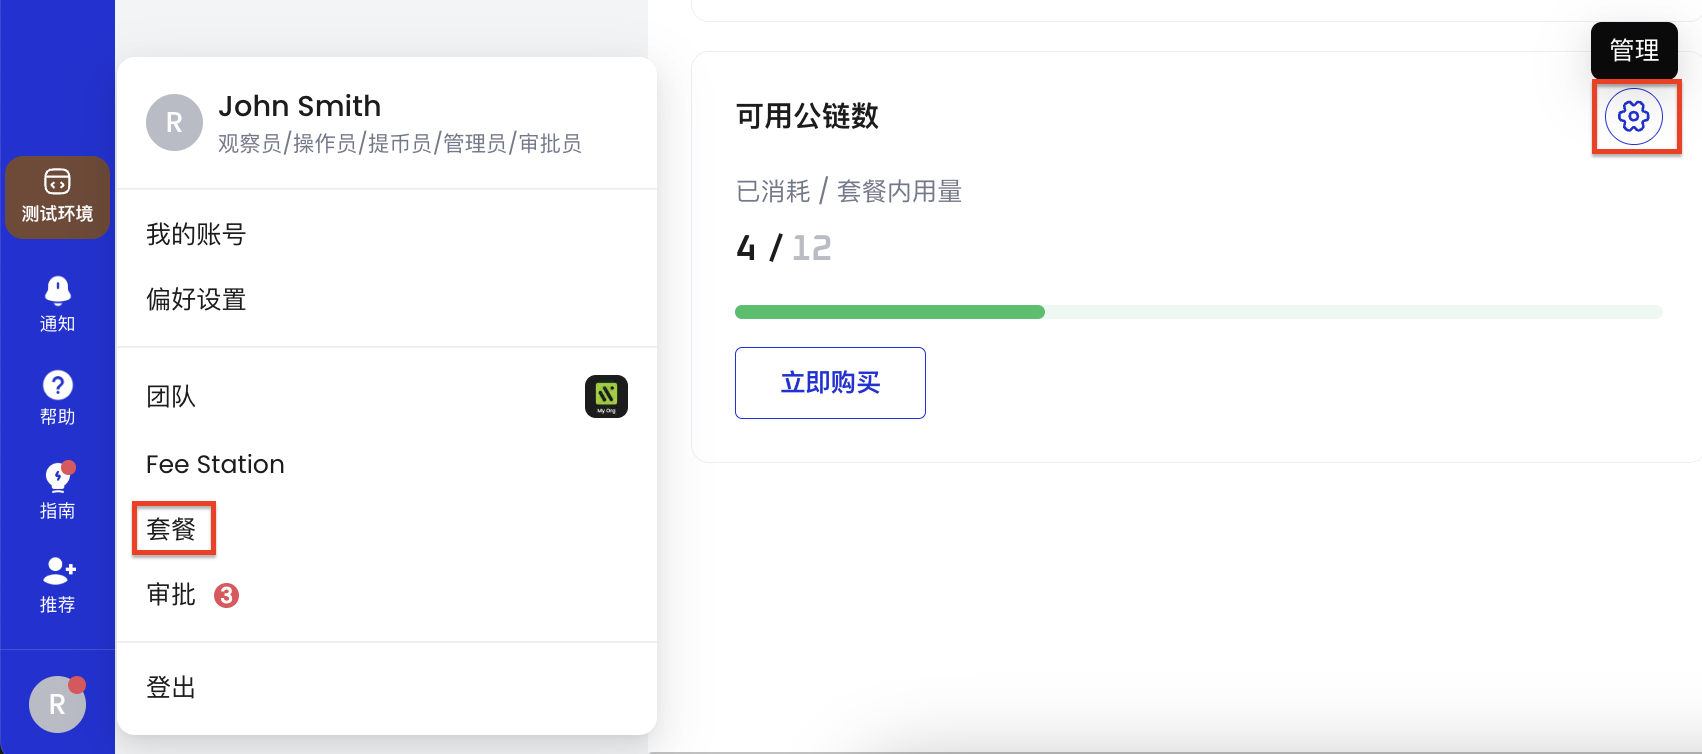 测试环境
通知
帮助
指南
推荐
R
R
John Smith
观察员/操作员/提币员/管理员/审批员
我的账号
偏好设置
团队
My Org
Fee Station
套餐
审批 3
登出
管理
可用公链数
已消耗 / 套餐内用量
4 / 12
立即购买